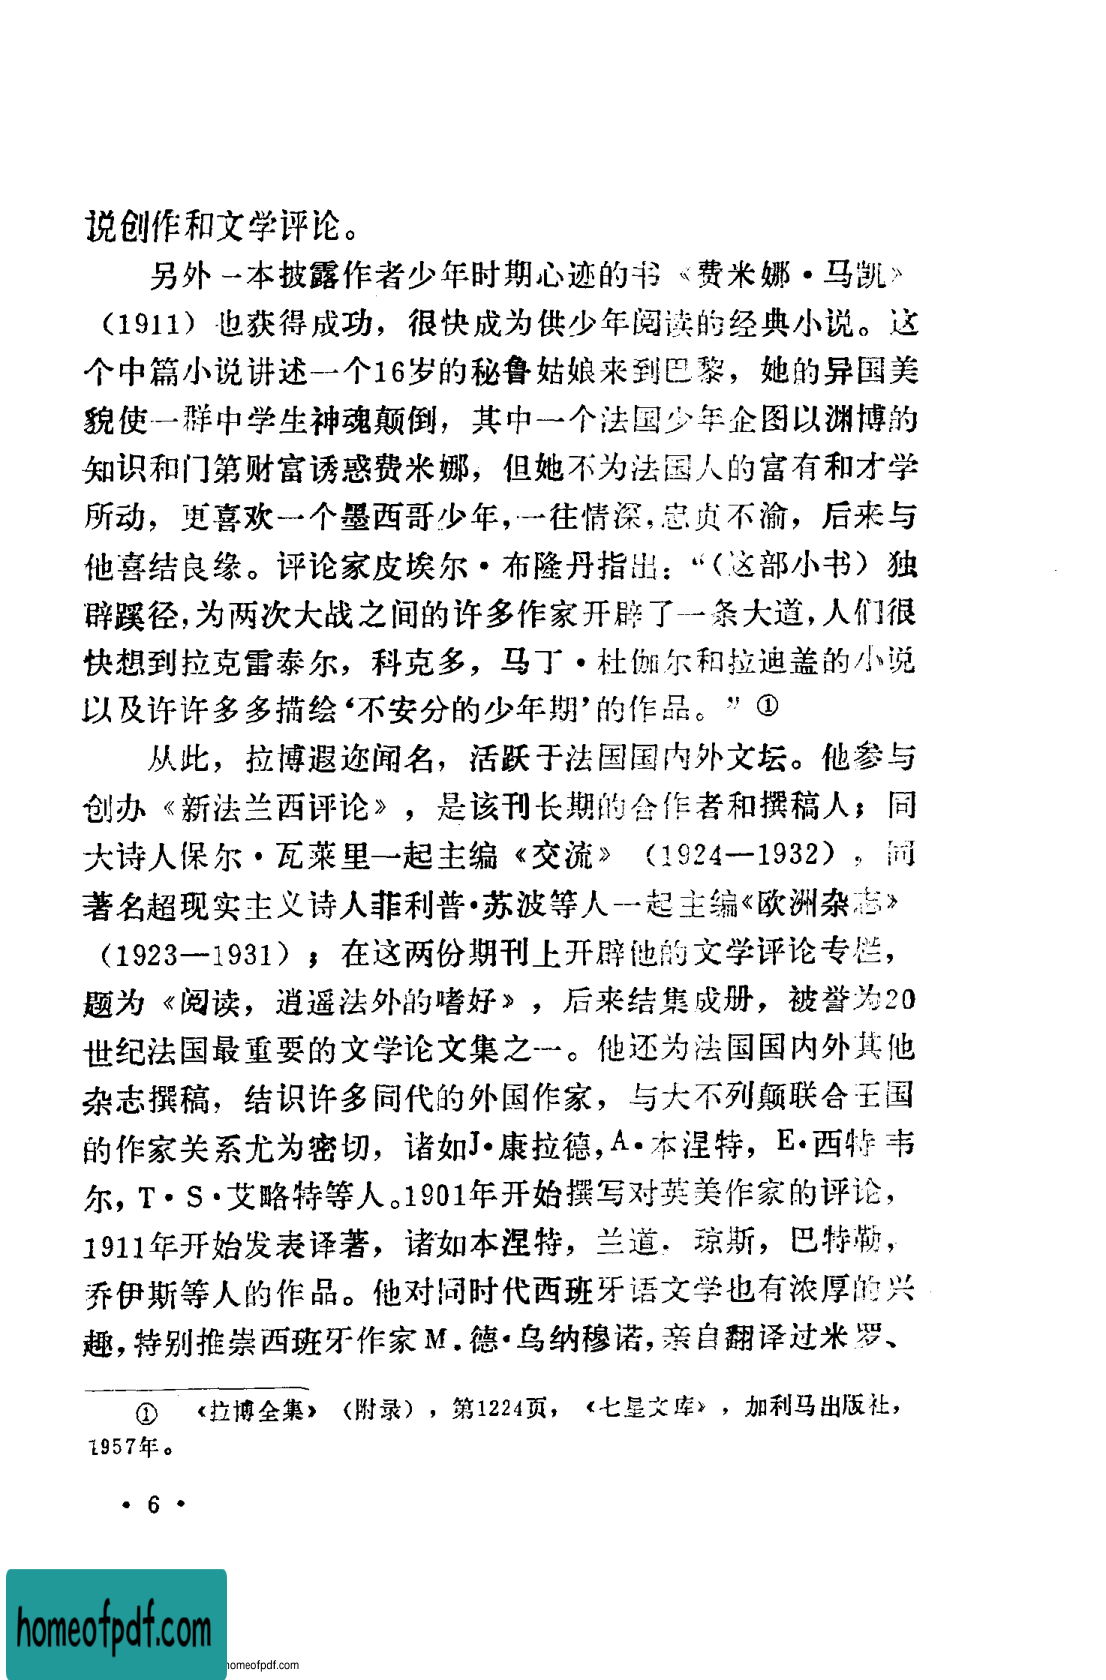 说创作和文学评论。
另外一本披露作者少年时期心迹的书《费米娜·马凯》
（1911）也获得成功，很快成为供少年阅读的经典小说。这
个中篇小说讲述一个16岁的秘鲁姑娘来到巴黎，她的异国美
貌使一群中学生神魂颠倒，其中一个法国少年企图以渊博的
知识和门第财富诱惑费米娜，但她不为法国人的富有和才学
所动，更喜欢一个墨西哥少年，一往情深，忠贞不渝，后来与
他喜结良缘。评论家皮埃尔·布隆丹指出：“（这部小书）独
辟蹊径，为两次大战之间的许多作家开辟了一条大道，人们很
快想到拉克雷泰尔，科克多，马丁·杜伽尔和拉迪盖的小说
以及许许多多描绘‘不安分的少年期’的作品。”①
从此，拉博遐迩闻名，活跃于法国国内外文坛。他参与
创办《新法兰西评论》，是该刊长期的合作者和撰稿人；同
大诗人保尔·瓦莱里一起主编《交流》（1924—1932），同
著名超现实主义诗人菲利普·苏波等人一起主编《欧洲杂志》
（1923—1931）；在这两份期刊上开辟他的文学评论专栏，
题为《阅读，逍遥法外的嗜好》，后来结集成册，被誉为20
世纪法国最重要的文学论文集之一。他还为法国国内外其他
杂志撰稿，结识许多同代的外国作家，与大不列颠联合王国
的作家关系尤为密切，诸如J·康拉德，A·本涅特，E·西特韦
尔，T·S·艾略特等人。1901年开始撰写对英美作家的评论，
1911年开始发表译著，诸如本涅特，兰道．琼斯，巴特勒，
乔伊斯等人的作品。他对同时代西班牙语文学也有浓厚的兴
趣，特别推崇西班牙作家M.德·乌纳穆诺，亲自翻译过米罗、
① 《拉博全集》（附录），第1224页，《七星文库》，加利马出版社，
1957年。
·6·
homeofpdf.com
homeofpdf.com